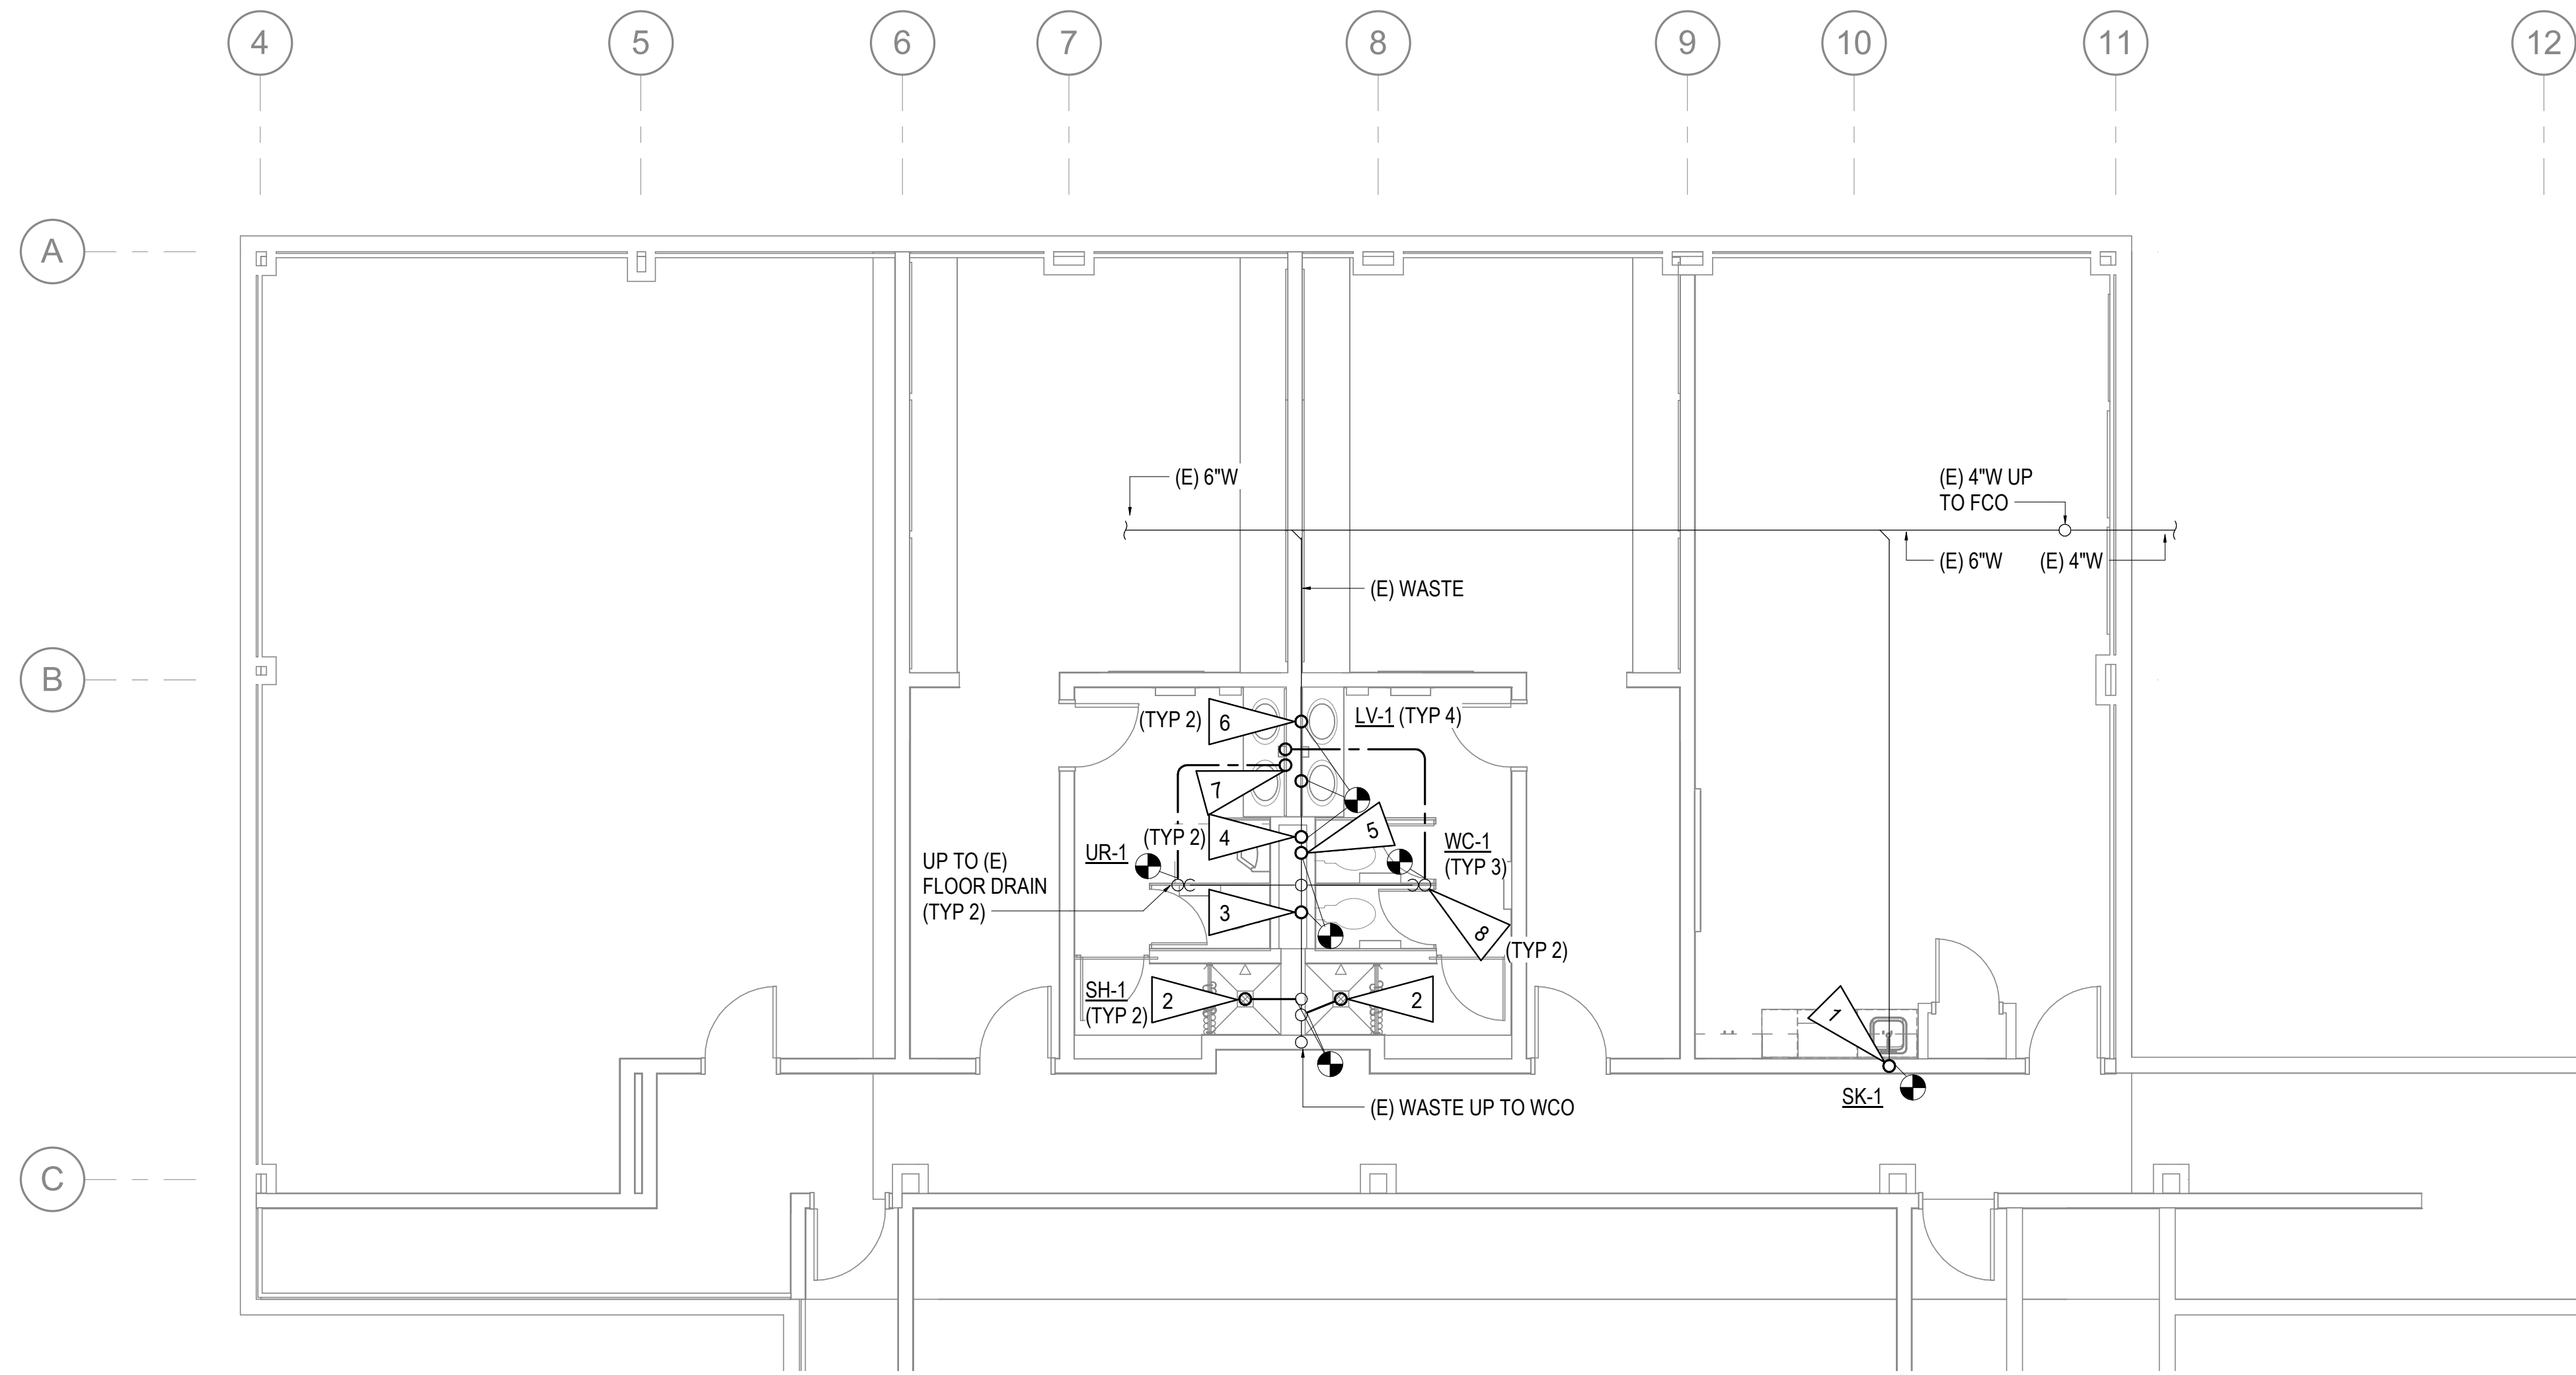 4
5
6
7
8
9
10
11
12
A
B
C
(E) 6"W
(E) 4"W UP
TO FCO
(E) 6"W
(E) 4"W
(E) WASTE
(TYP 2)
6
LV-1 (TYP 4)
7
(TYP 2)
4
5
UR-1
WC-1
(TYP 3)
UP TO (E)
FLOOR DRAIN
(TYP 2)
3
8
(TYP 2)
SH-1
(TYP 2)
2
2
1
SK-1
(E) WASTE UP TO WCO